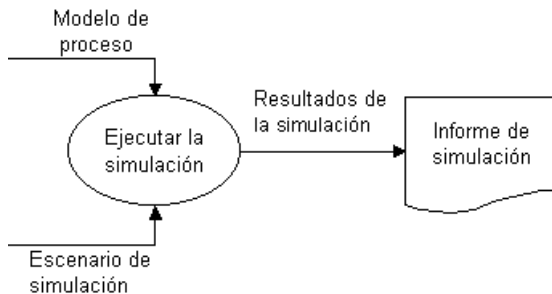 Modelo de
proceso
Ejecutar la
simulación
Resultados de
la simulación
Informe de
simulación
Escenario de
simulación